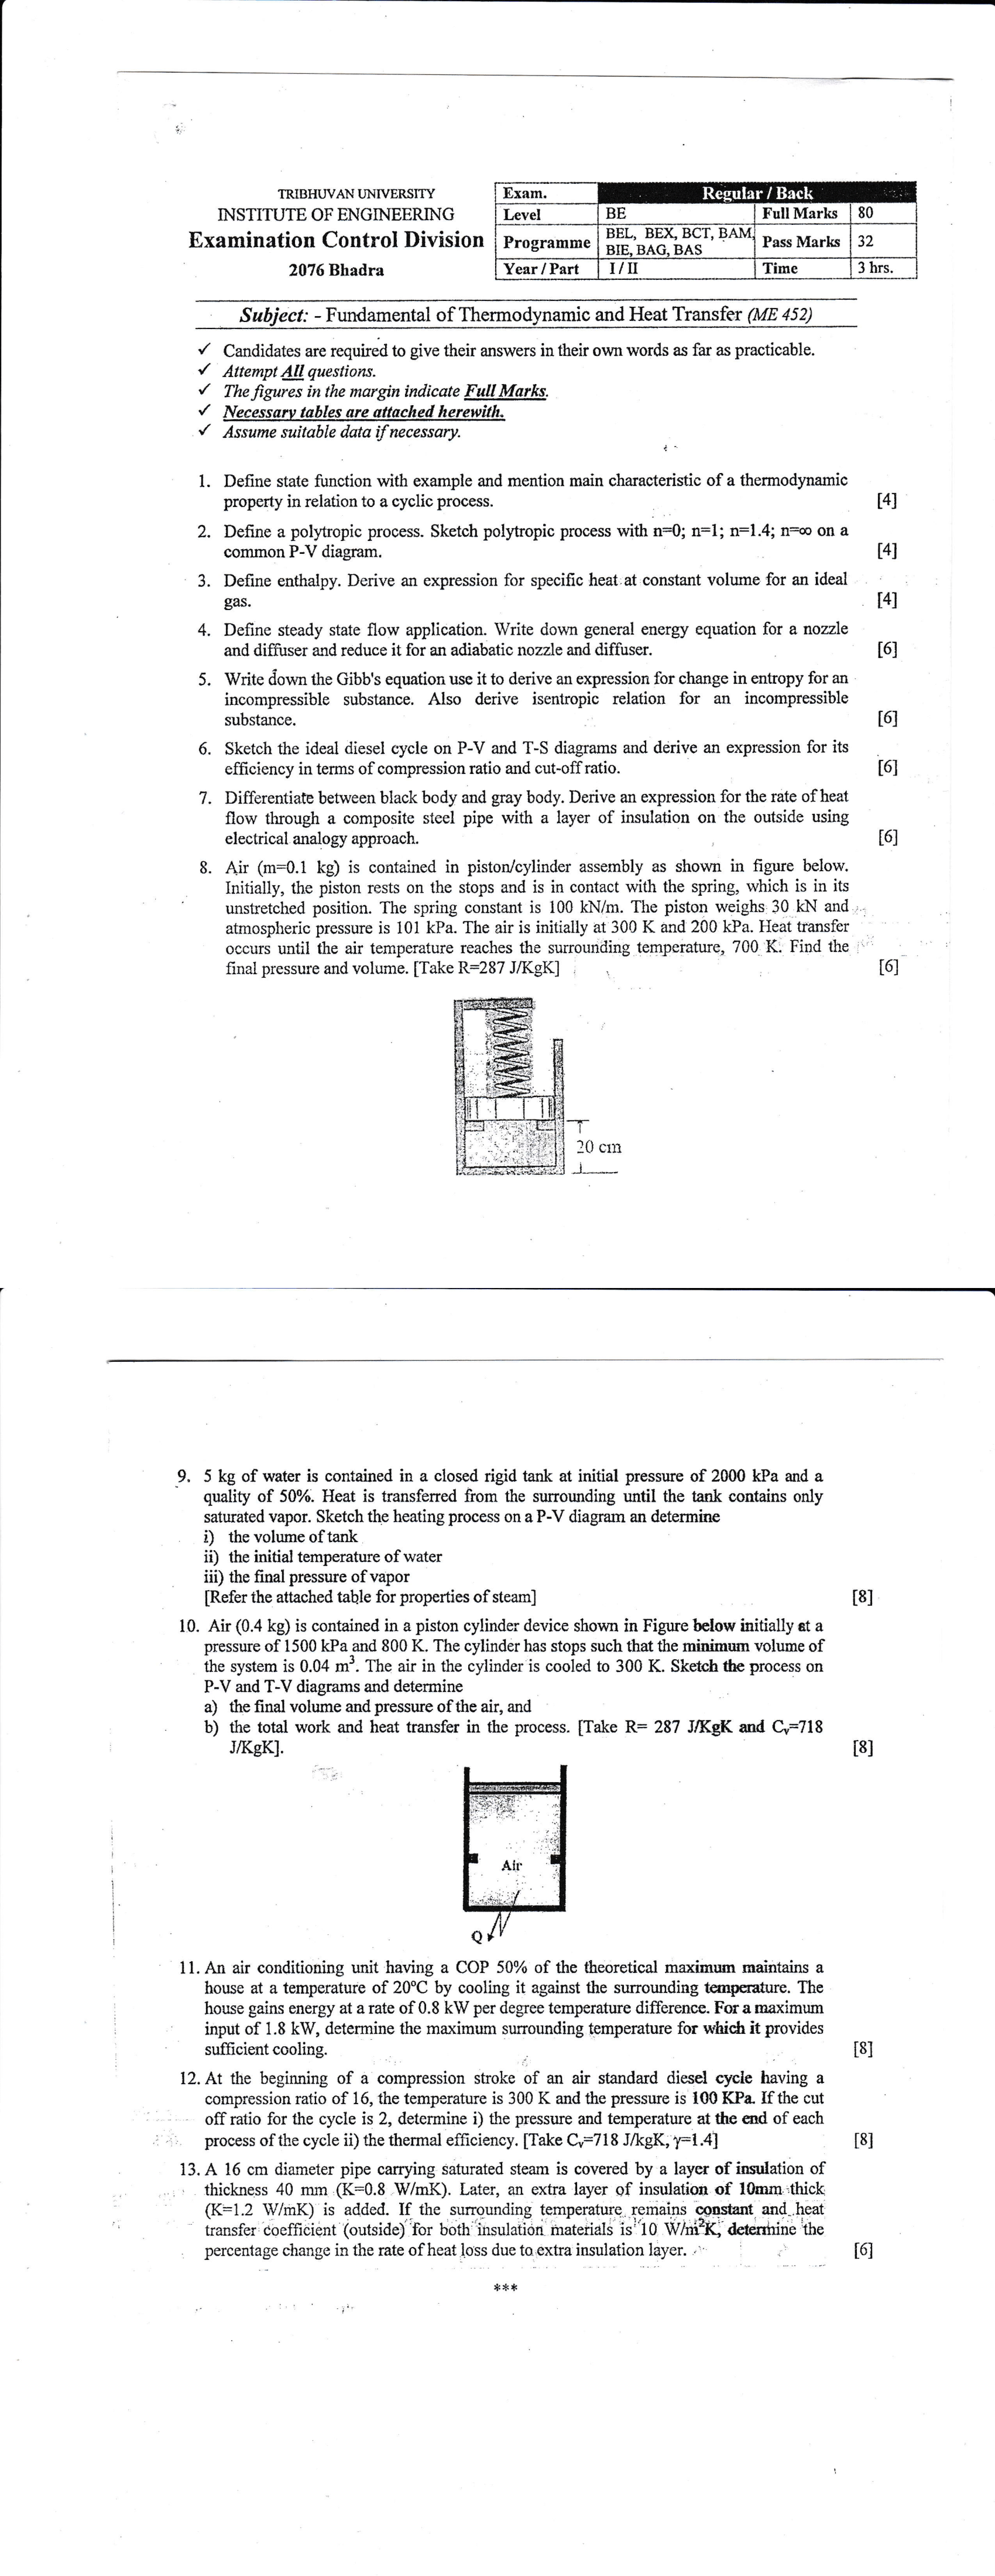 TRIBHUVAN UNIVERSITY
INSTITUTE OF ENGINEERING
Examination Control Division
2076 Bhadra
Exam. Regular / Back
Level BE Full Marks 80
Programme BEL, BEX, BCT, BAM, BIE, BAG, BAS Pass Marks 32
Year / Part I / II Time 3 hrs.
Subject: - Fundamental of Thermodynamic and Heat Transfer (ME 452)
✓ Candidates are required to give their answers in their own words as far as practicable.
✓ Attempt All questions.
✓ The figures in the margin indicate Full Marks.
✓ Necessary tables are attached herewith.
✓ Assume suitable data if necessary.
1. Define state function with example and mention main characteristic of a thermodynamic
property in relation to a cyclic process. [4]
2. Define a polytropic process. Sketch polytropic process with n=0; n=1; n=1.4; n=∞ on a
common P-V diagram. [4]
3. Define enthalpy. Derive an expression for specific heat at constant volume for an ideal
gas. [4]
4. Define steady state flow application. Write down general energy equation for a nozzle
and diffuser and reduce it for an adiabatic nozzle and diffuser. [6]
5. Write down the Gibb's equation use it to derive an expression for change in entropy for an
incompressible substance. Also derive isentropic relation for an incompressible
substance. [6]
6. Sketch the ideal diesel cycle on P-V and T-S diagrams and derive an expression for its
efficiency in terms of compression ratio and cut-off ratio. [6]
7. Differentiate between black body and gray body. Derive an expression for the rate of heat
flow through a composite steel pipe with a layer of insulation on the outside using
electrical analogy approach. [6]
8. Air (m=0.1 kg) is contained in piston/cylinder assembly as shown in figure below.
Initially, the piston rests on the stops and is in contact with the spring, which is in its
unstretched position. The spring constant is 100 kN/m. The piston weighs 30 kN and
atmospheric pressure is 101 kPa. The air is initially at 300 K and 200 kPa. Heat transfer
occurs until the air temperature reaches the surrounding temperature, 700 K. Find the
final pressure and volume. [Take R=287 J/KgK] [6]
20 cm
9. 5 kg of water is contained in a closed rigid tank at initial pressure of 2000 kPa and a
quality of 50%. Heat is transferred from the surrounding until the tank contains only
saturated vapor. Sketch the heating process on a P-V diagram an determine
i) the volume of tank
ii) the initial temperature of water
iii) the final pressure of vapor
[Refer the attached table for properties of steam] [8]
10. Air (0.4 kg) is contained in a piston cylinder device shown in Figure below initially at a
pressure of 1500 kPa and 800 K. The cylinder has stops such that the minimum volume of
the system is 0.04 m³. The air in the cylinder is cooled to 300 K. Sketch the process on
P-V and T-V diagrams and determine
a) the final volume and pressure of the air, and
b) the total work and heat transfer in the process. [Take R= 287 J/KgK and Cᵥ=718
J/KgK]. [8]
Air
Q
11. An air conditioning unit having a COP 50% of the theoretical maximum maintains a
house at a temperature of 20°C by cooling it against the surrounding temperature. The
house gains energy at a rate of 0.8 kW per degree temperature difference. For a maximum
input of 1.8 kW, determine the maximum surrounding temperature for which it provides
sufficient cooling. [8]
12. At the beginning of a compression stroke of an air standard diesel cycle having a
compression ratio of 16, the temperature is 300 K and the pressure is 100 KPa. If the cut
off ratio for the cycle is 2, determine i) the pressure and temperature at the end of each
process of the cycle ii) the thermal efficiency. [Take Cᵥ=718 J/kgK, γ=1.4] [8]
13. A 16 cm diameter pipe carrying saturated steam is covered by a layer of insulation of
thickness 40 mm (K=0.8 W/mK). Later, an extra layer of insulation of 10mm thick
(K=1.2 W/mK) is added. If the surrounding temperature remains constant and heat
transfer coefficient (outside) for both insulation materials is 10 W/m²K, determine the
percentage change in the rate of heat loss due to extra insulation layer. [6]
***